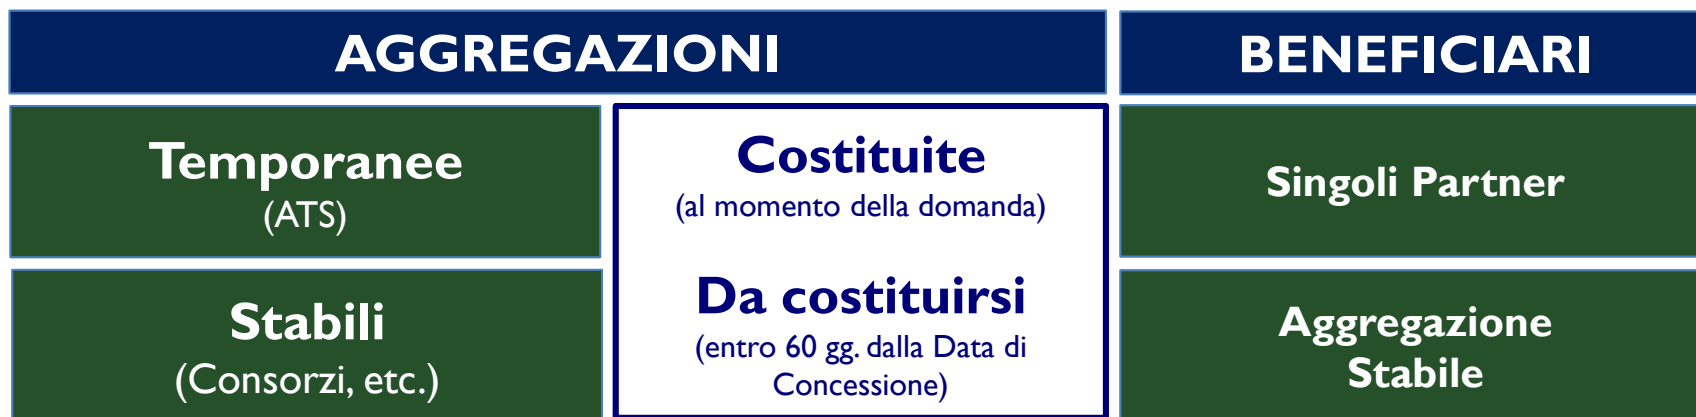 AGGREGAZIONI
BENEFICIARI
Temporanee
(ATS)
Costituite
(al momento della domanda)
Singoli Partner
Stabili
(Consorzi, etc.)
Da costituirsi
(entro 60 gg. dalla Data di
Concessione)
Aggregazione
Stabile